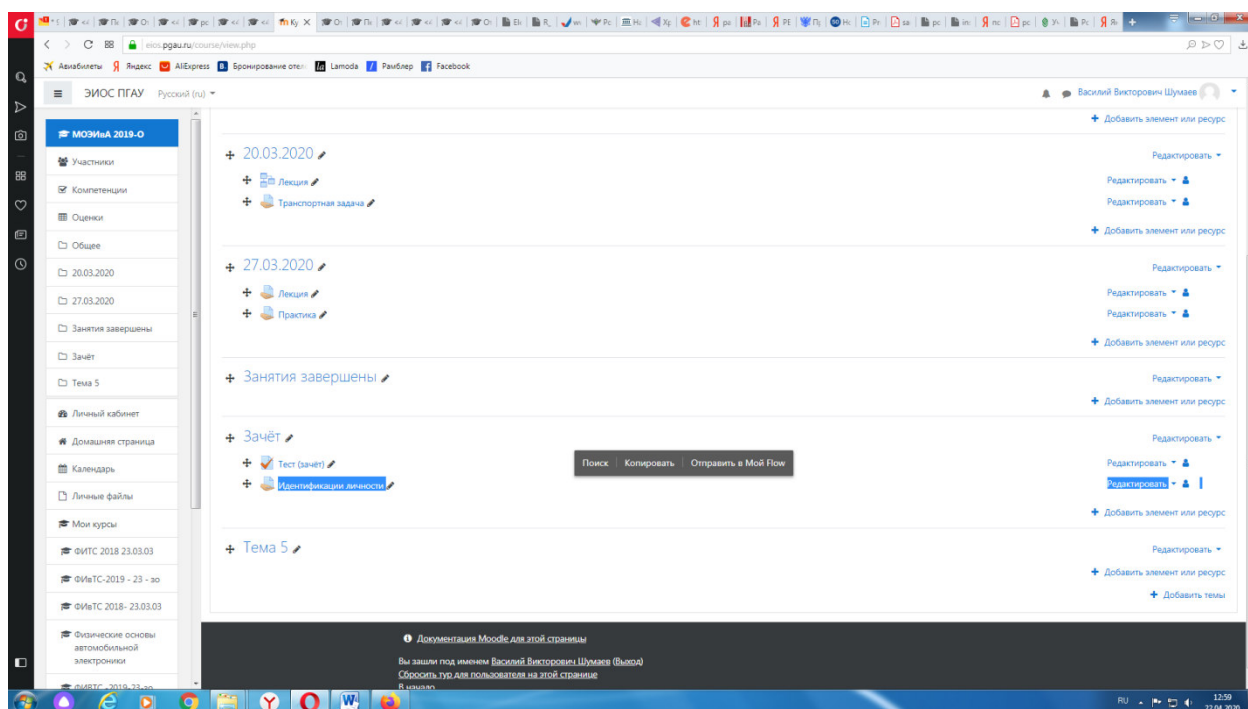 eios.pgau.ru/course/view.php
Авиабилеты Яндекс AliExpress Бронирование отел Lamoda Рамблер Facebook
ЭИОС ПГАУ Русский (ru)
Василий Викторович Шумаев
МОЭИиА 2019-О
Участники
Компетенции
Оценки
Общее
20.03.2020
27.03.2020
Занятия завершены
Зачёт
Тема 5
Личный кабинет
Домашняя страница
Календарь
Личные файлы
Мои курсы
ФИТС 2018 23.03.03
ФИвТС-2019 - 23 - зо
ФИвТС 2018- 23.03.03
Физические основы
автомобильной
электроники
Добавить элемент или ресурс
20.03.2020 Редактировать
Лекция Редактировать
Транспортная задача Редактировать
Добавить элемент или ресурс
27.03.2020 Редактировать
Лекция Редактировать
Практика Редактировать
Добавить элемент или ресурс
Занятия завершены Редактировать
Добавить элемент или ресурс
Зачёт Редактировать
Поиск Копировать Отправить в Мой Flow
Тест (зачёт) Редактировать
Идентификации личности Редактировать
Добавить элемент или ресурс
Тема 5 Редактировать
Добавить элемент или ресурс
Добавить темы
Документация Moodle для этой страницы
Вы зашли под именем Василий Викторович Шумаев (Выход)
Сбросить тур для пользователя на этой странице
В начало
RU 12:59
22.04.2020